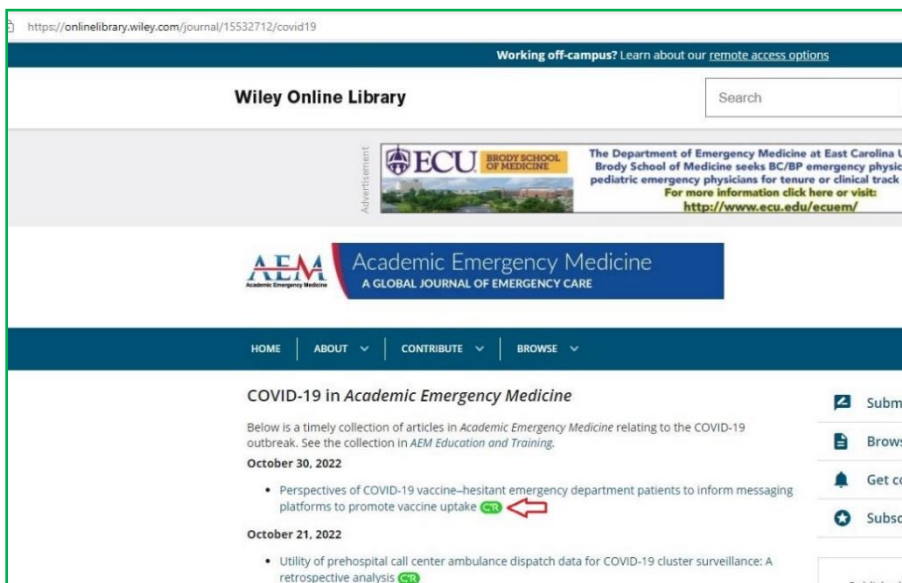 https://onlinelibrary.wiley.com/journal/15532712/covid19
Working off-campus? Learn about our remote access options
Wiley Online Library
Search
Advertisement
ECU BRODY SCHOOL OF MEDICINE
The Department of Emergency Medicine at East Carolina U
Brody School of Medicine seeks BC/BP emergency physic
pediatric emergency physicians for tenure or clinical track
For more information click here or visit:
http://www.ecu.edu/ecuem/
AEM
Academic Emergency Medicine
Academic Emergency Medicine
A GLOBAL JOURNAL OF EMERGENCY CARE
HOME ABOUT CONTRIBUTE BROWSE
COVID-19 in Academic Emergency Medicine
Below is a timely collection of articles in Academic Emergency Medicine relating to the COVID-19
outbreak. See the collection in AEM Education and Training.
October 30, 2022
• Perspectives of COVID-19 vaccine–hesitant emergency department patients to inform messaging
platforms to promote vaccine uptake
October 21, 2022
• Utility of prehospital call center ambulance dispatch data for COVID-19 cluster surveillance: A
retrospective analysis
Subm
Brows
Get co
Subsc